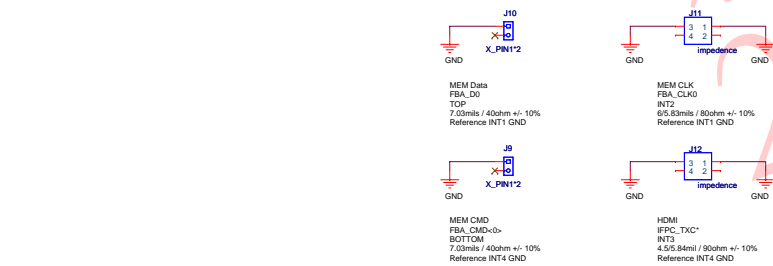 J10
X_PIN1*2
GND
MEM Data
FBA_D0
TOP
7.03mils / 40ohm +/- 10%
Reference INT1 GND
J11
3 1
4 2
impedence
GND
GND
MEM CLK
FBA_CLK0
INT2
6/5.83mils / 80ohm +/- 10%
Reference INT1 GND
J9
X_PIN1*2
GND
MEM CMD
FBA_CMD<0>
BOTTOM
7.03mils / 40ohm +/- 10%
Reference INT4 GND
J12
3 1
4 2
impedence
GND
GND
HDMI
IFPC_TXC*
INT3
4.5/5.84mil / 90ohm +/- 10%
Reference INT4 GND